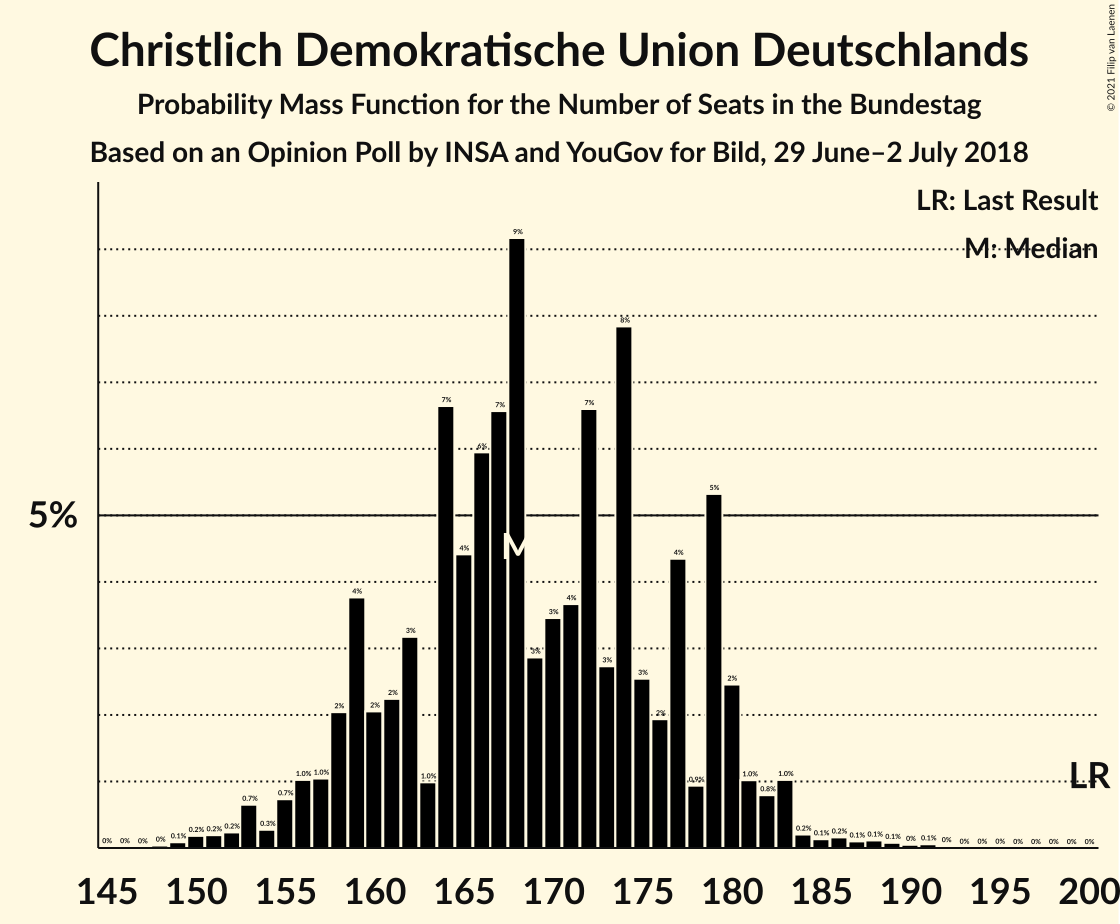 Christlich Demokratische Union Deutschlands
Probability Mass Function for the Number of Seats in the Bundestag
Based on an Opinion Poll by INSA and YouGov for Bild, 29 June–2 July 2018
© 2021 Filip van Laenen
LR: Last Result
M: Median
5%
0% 0% 0% 0% 0.1% 0.2% 0.2% 0.2% 0.7% 0.3% 0.7% 1.0% 1.0% 2% 4% 2% 2% 3% 1.0% 7% 4% 6% 7% 9% 3% 3% 4% 7% 3% 8% 3% 2% 4% 0.9% 5% 2% 1.0% 0.8% 1.0% 0.2% 0.1% 0.2% 0.1% 0.1% 0.1% 0% 0.1% 0% 0% 0% 0% 0% 0% 0% 0% 0%
M
LR
145 150 155 160 165 170 175 180 185 190 195 200